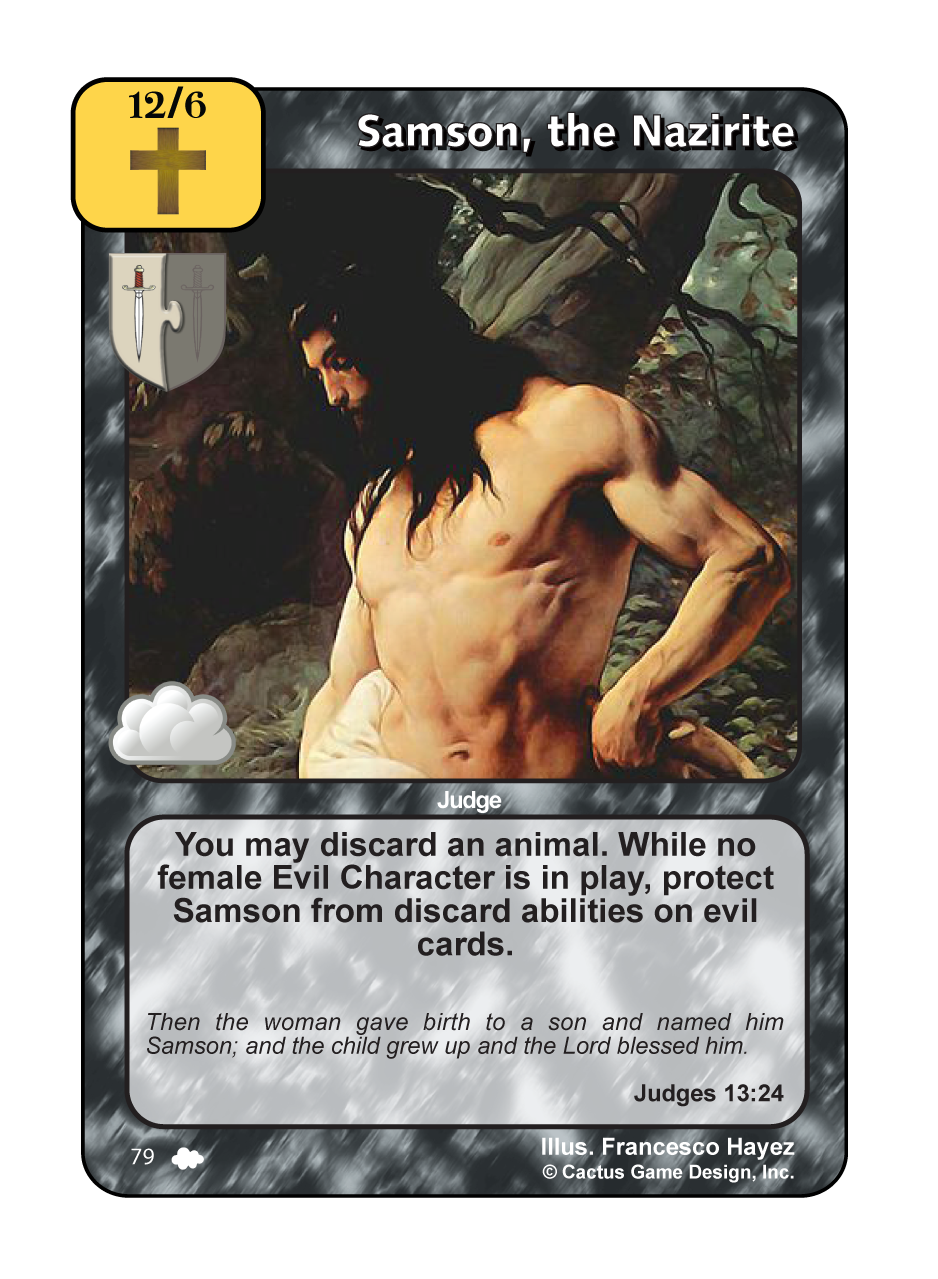 12/6
Samson, the Nazirite
Judge
You may discard an animal. While no
female Evil Character is in play, protect
Samson from discard abilities on evil
cards.
Then the woman gave birth to a son and named him
Samson; and the child grew up and the Lord blessed him.
Judges 13:24
79
Illus. Francesco Hayez
© Cactus Game Design, Inc.